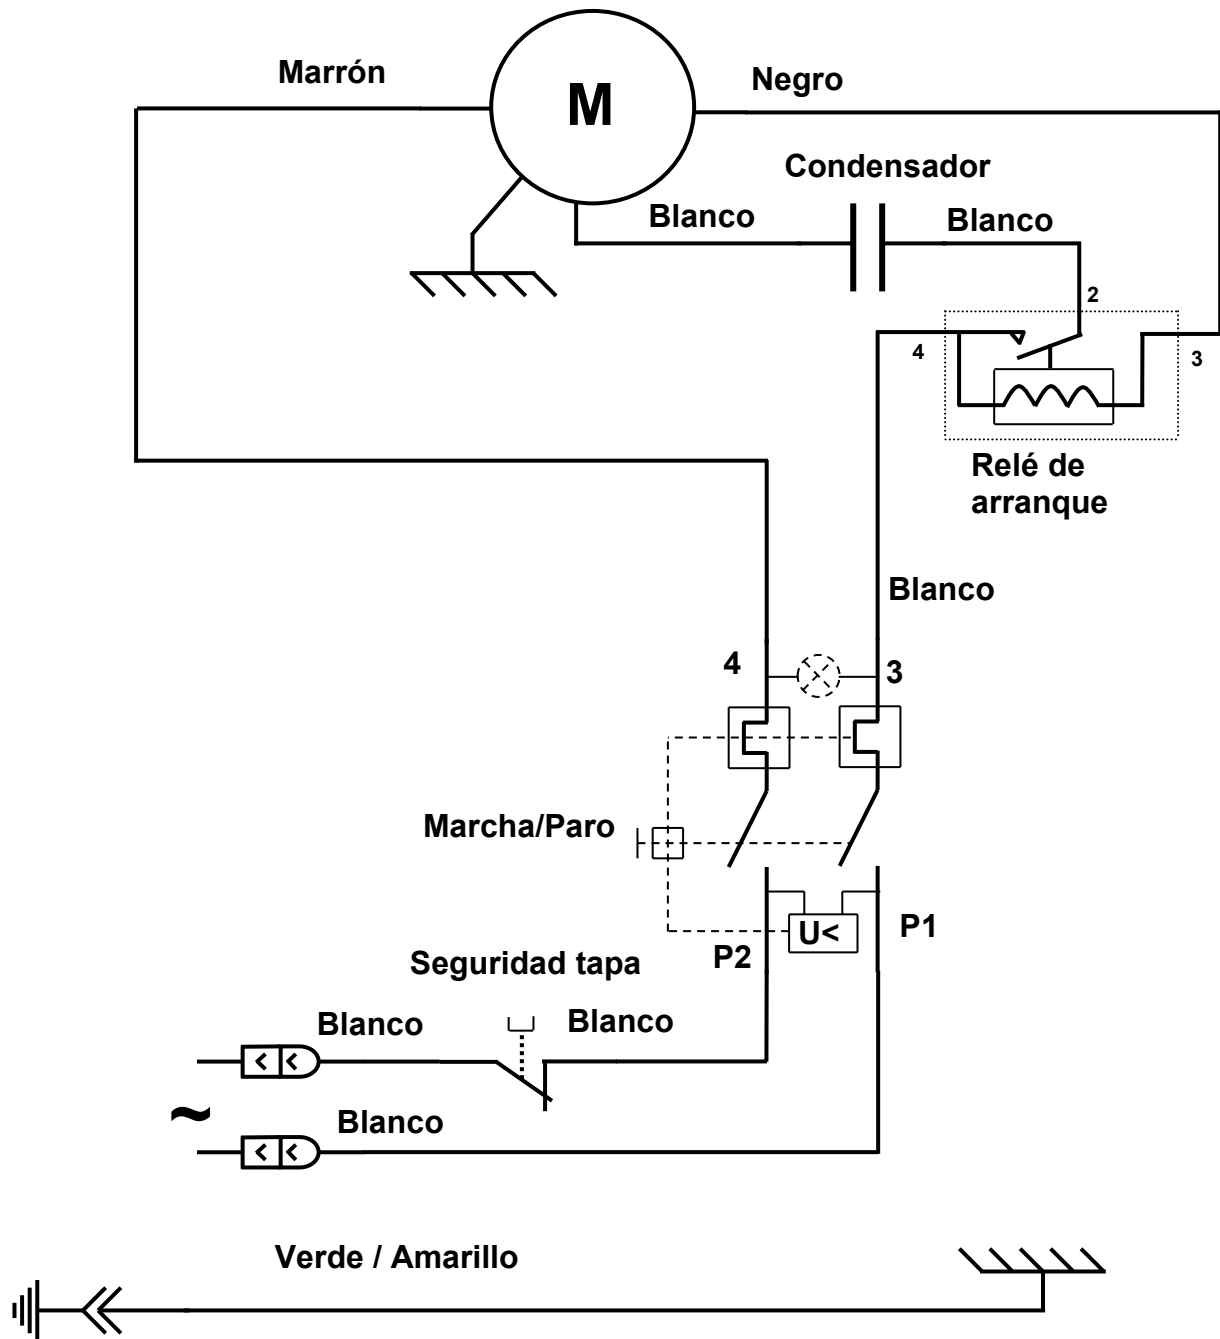 Marrón
Negro
M
Condensador
Blanco
Blanco
2
4
3
Relé de
arranque
Blanco
4
3
Marcha/Paro
P1
U<
P2
Seguridad tapa
Blanco
Blanco
~
Blanco
Verde / Amarillo